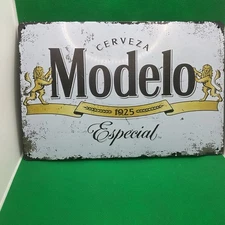 CERVEZA
Modelo
1925
Especial